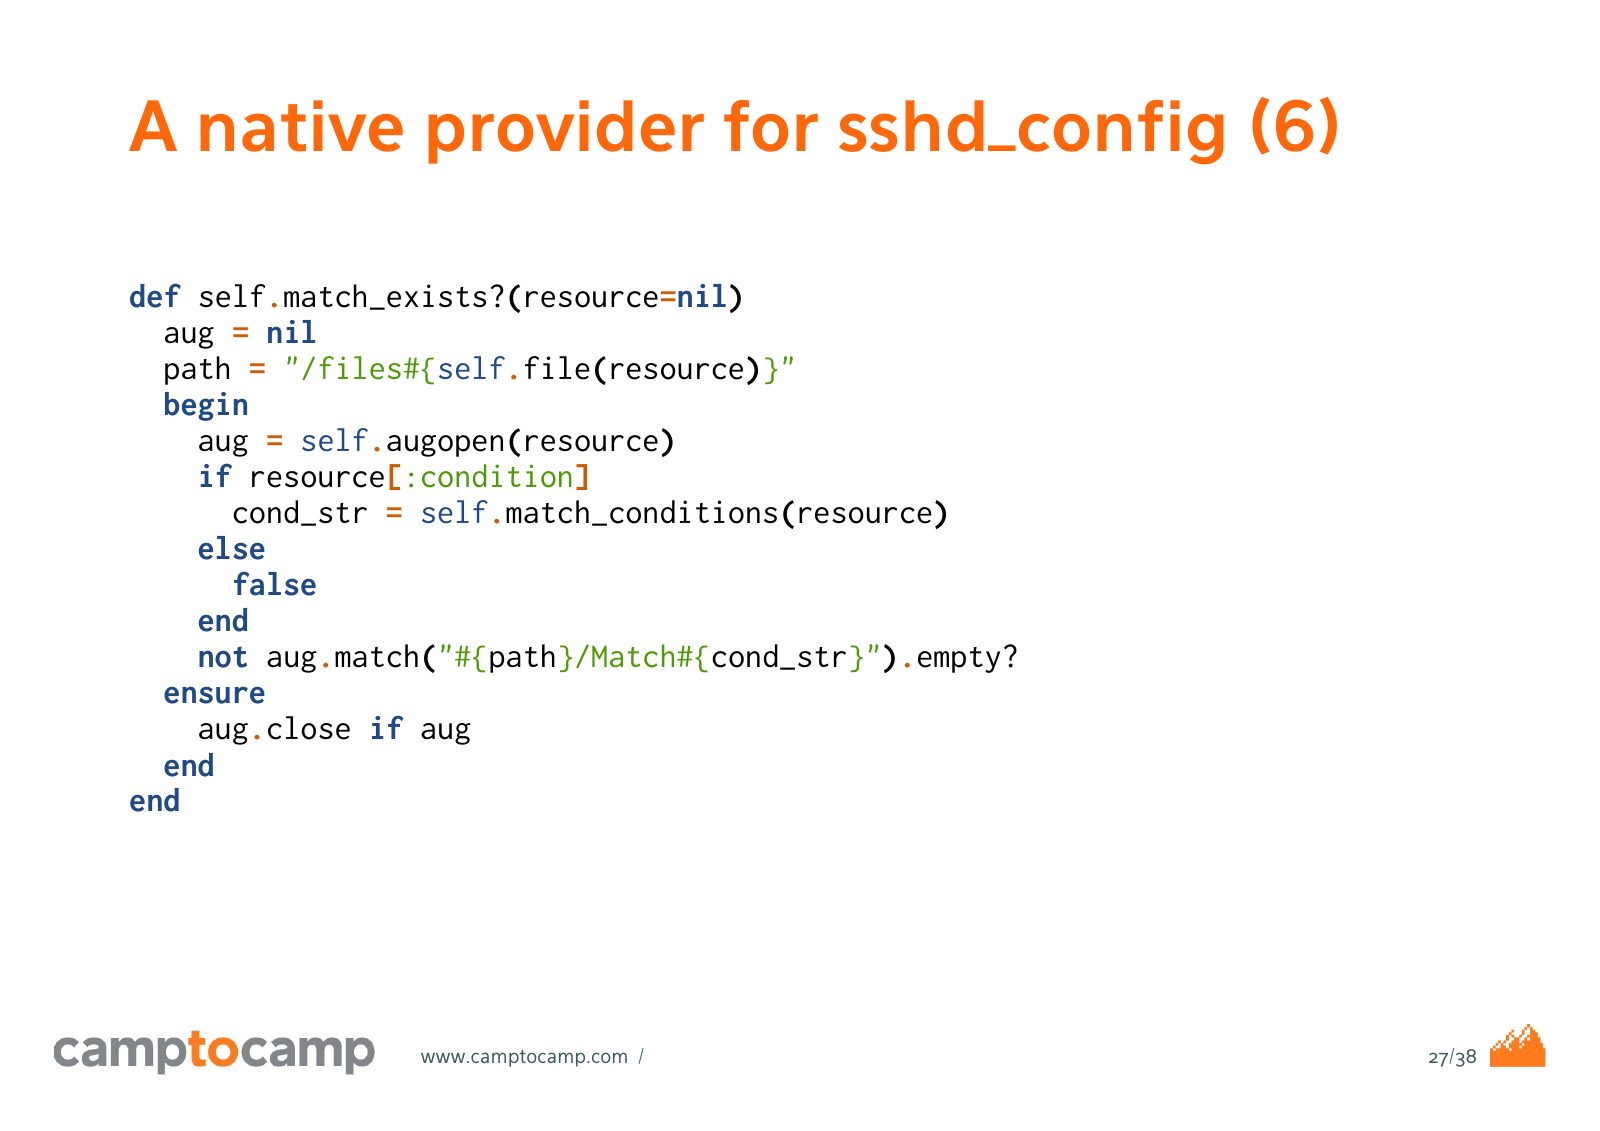 A native provider for sshd_config (6)
def self.match_exists?(resource=nil)
  aug = nil
  path = "/files#{self.file(resource)}"
  begin
    aug = self.augopen(resource)
    if resource[:condition]
      cond_str = self.match_conditions(resource)
    else
      false
    end
    not aug.match("#{path}/Match#{cond_str}").empty?
  ensure
    aug.close if aug
  end
end
camptocamp www.camptocamp.com / 27/38